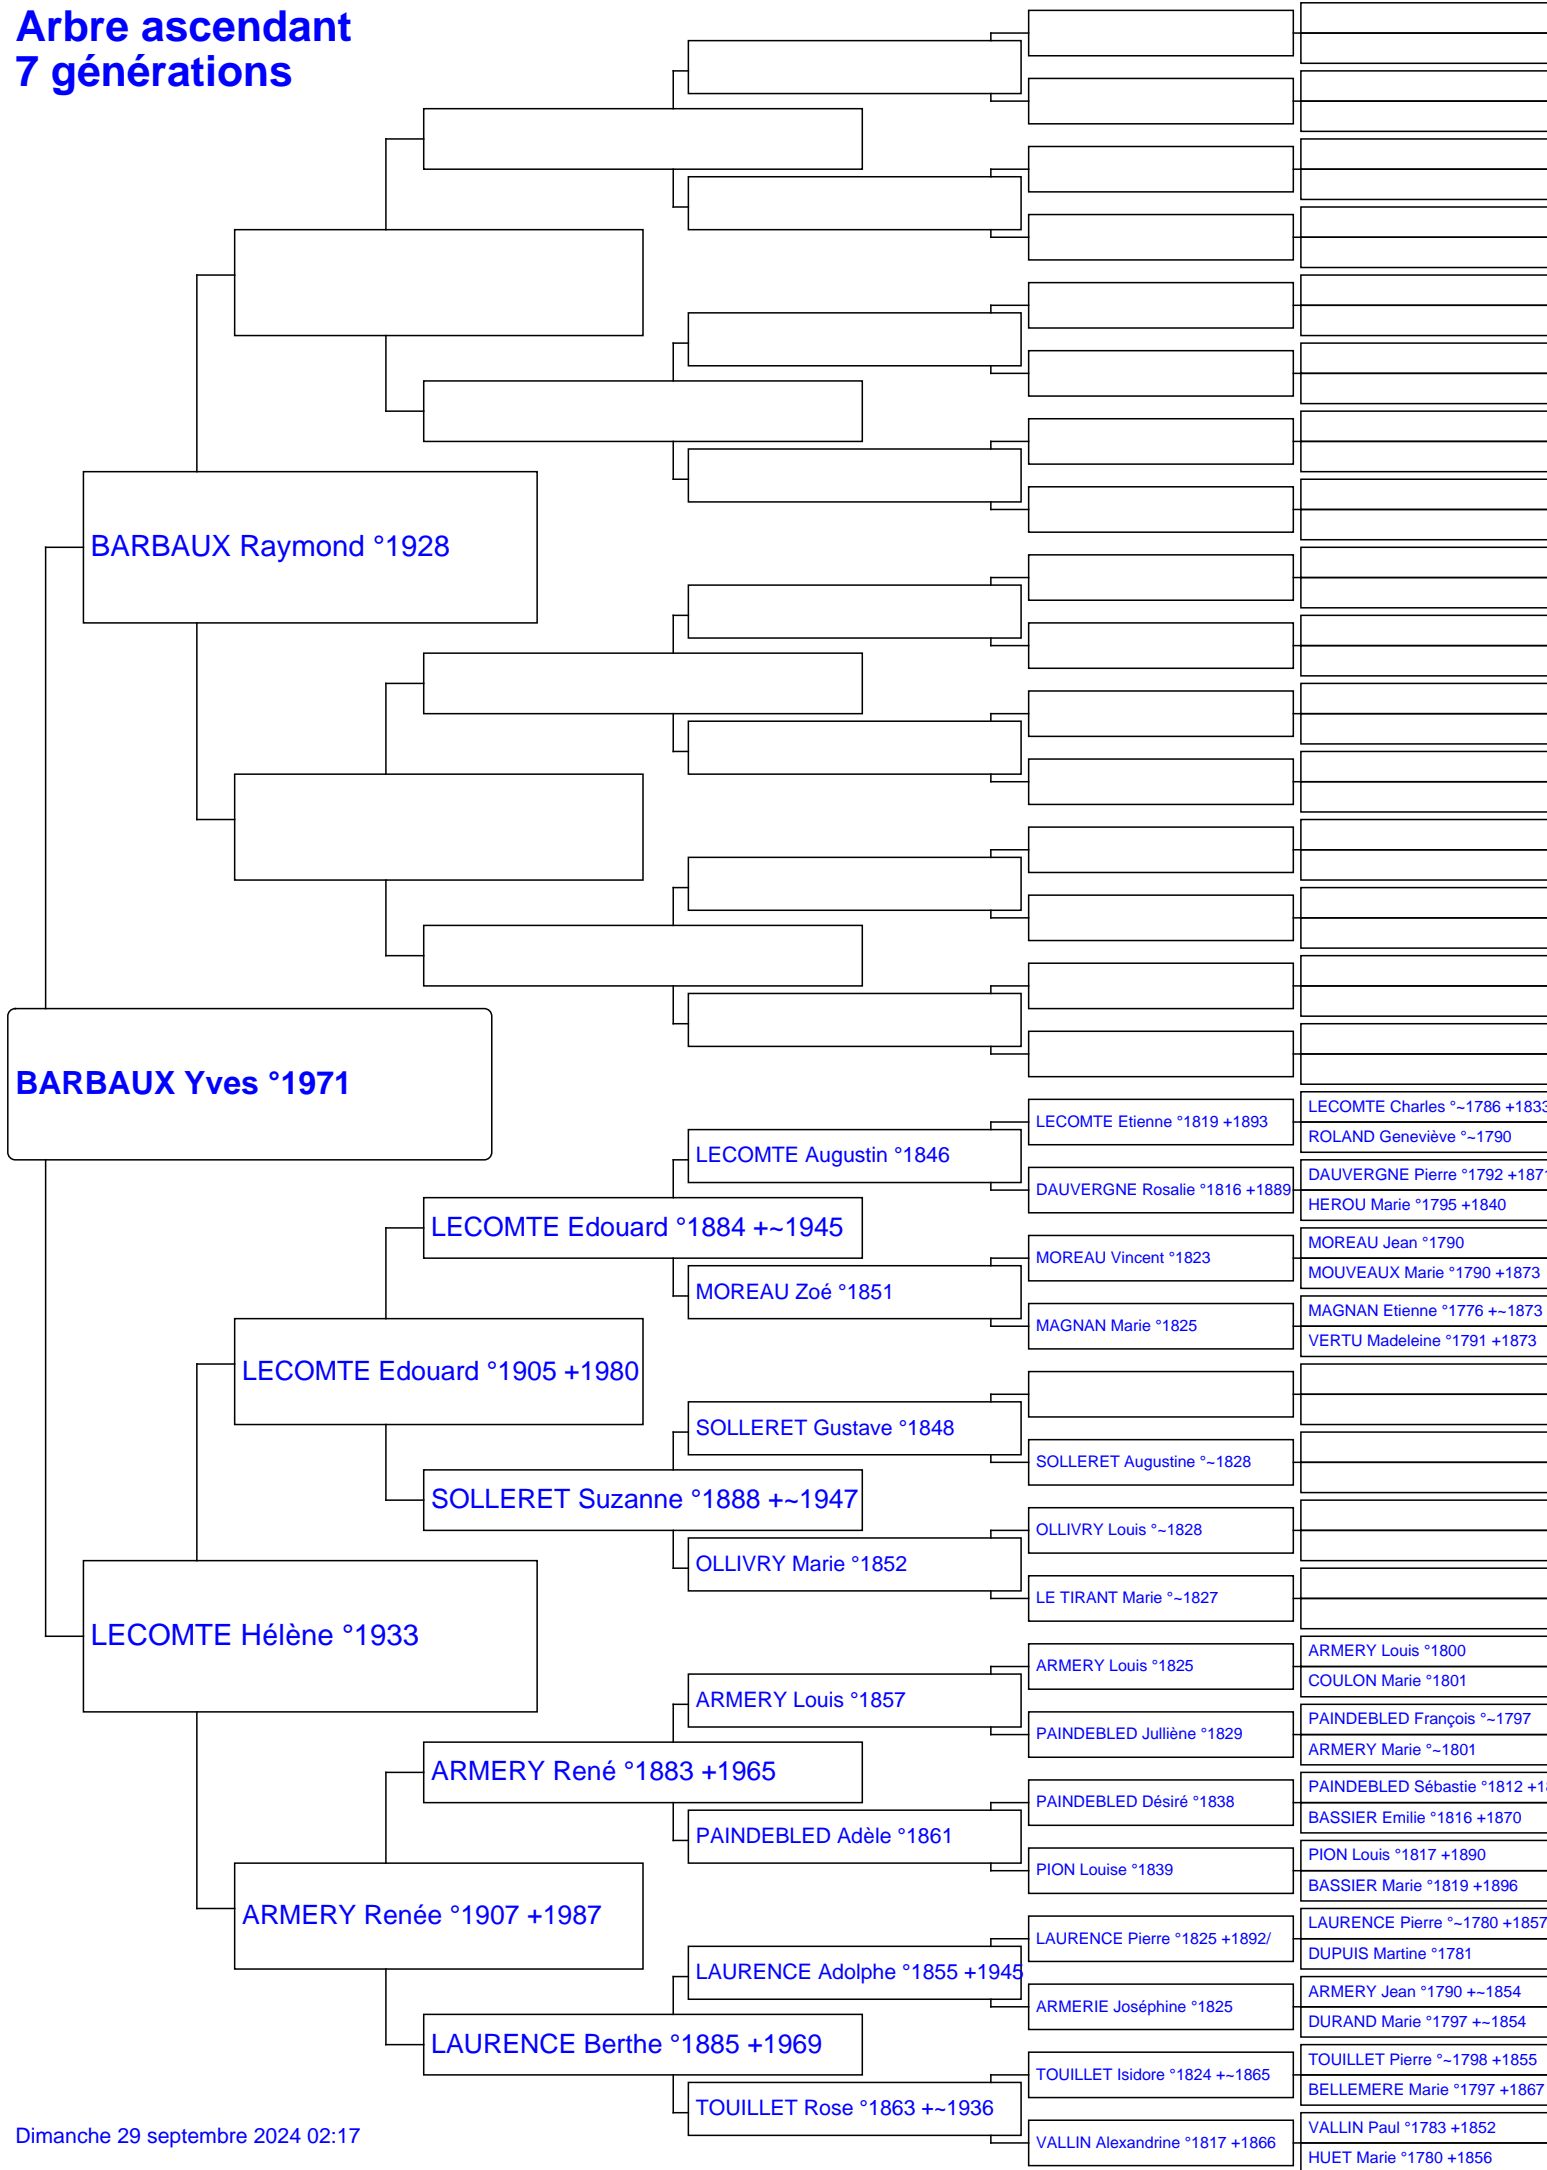 Arbre ascendant
7 générations
BARBAUX Raymond °1928
BARBAUX Yves °1971
LECOMTE Charles °~1786 +1833
LECOMTE Etienne °1819 +1893
ROLAND Geneviève °~1790
LECOMTE Augustin °1846
DAUVERGNE Pierre °1792 +1871
DAUVERGNE Rosalie °1816 +1889
HEROU Marie °1795 +1840
LECOMTE Edouard °1884 +~1945
MOREAU Jean °1790
MOREAU Vincent °1823
MOUVEAUX Marie °1790 +1873
MOREAU Zoé °1851
MAGNAN Etienne °1776 +~1873
MAGNAN Marie °1825
VERTU Madeleine °1791 +1873
LECOMTE Edouard °1905 +1980
SOLLERET Gustave °1848
SOLLERET Augustine °~1828
SOLLERET Suzanne °1888 +~1947
OLLIVRY Louis °~1828
OLLIVRY Marie °1852
LE TIRANT Marie °~1827
LECOMTE Hélène °1933
ARMERY Louis °1800
ARMERY Louis °1825
COULON Marie °1801
ARMERY Louis °1857
PAINDEBLED François °~1797
PAINDEBLED Julliène °1829
ARMERY Marie °~1801
ARMERY René °1883 +1965
PAINDEBLED Sébastie °1812 +1
PAINDEBLED Désiré °1838
BASSIER Emilie °1816 +1870
PAINDEBLED Adèle °1861
PION Louis °1817 +1890
PION Louise °1839
BASSIER Marie °1819 +1896
ARMERY Renée °1907 +1987
LAURENCE Pierre °~1780 +1857
LAURENCE Pierre °1825 +1892/
DUPUIS Martine °1781
LAURENCE Adolphe °1855 +1945
ARMERY Jean °1790 +~1854
ARMERIE Joséphine °1825
DURAND Marie °1797 +~1854
LAURENCE Berthe °1885 +1969
TOUILLET Pierre °~1798 +1855
TOUILLET Isidore °1824 +~1865
BELLEMERE Marie °1797 +1867
TOUILLET Rose °1863 +~1936
VALLIN Paul °1783 +1852
VALLIN Alexandrine °1817 +1866
HUET Marie °1780 +1856
Dimanche 29 septembre 2024 02:17